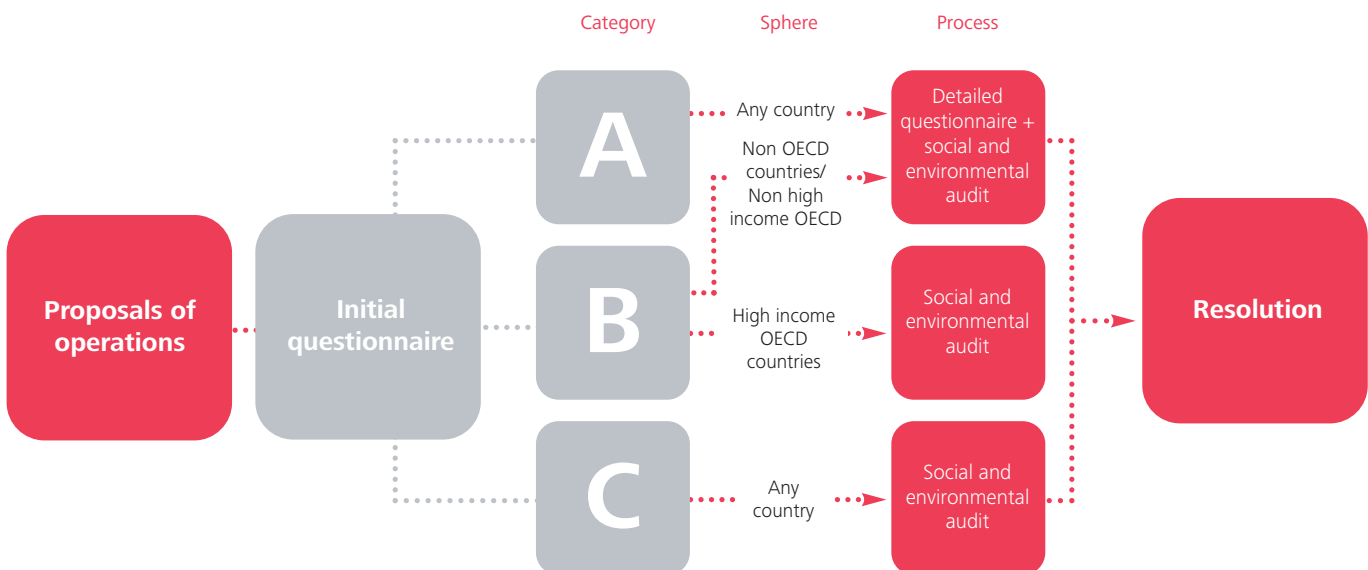 Category
Sphere
Process
Proposals of
operations
Initial
questionnaire
A
Any country
Detailed
questionnaire +
social and
environmental
audit
Non OECD
countries/
Non high
income OECD
B
High income
OECD
countries
Social and
environmental
audit
C
Any
country
Social and
environmental
audit
Resolution